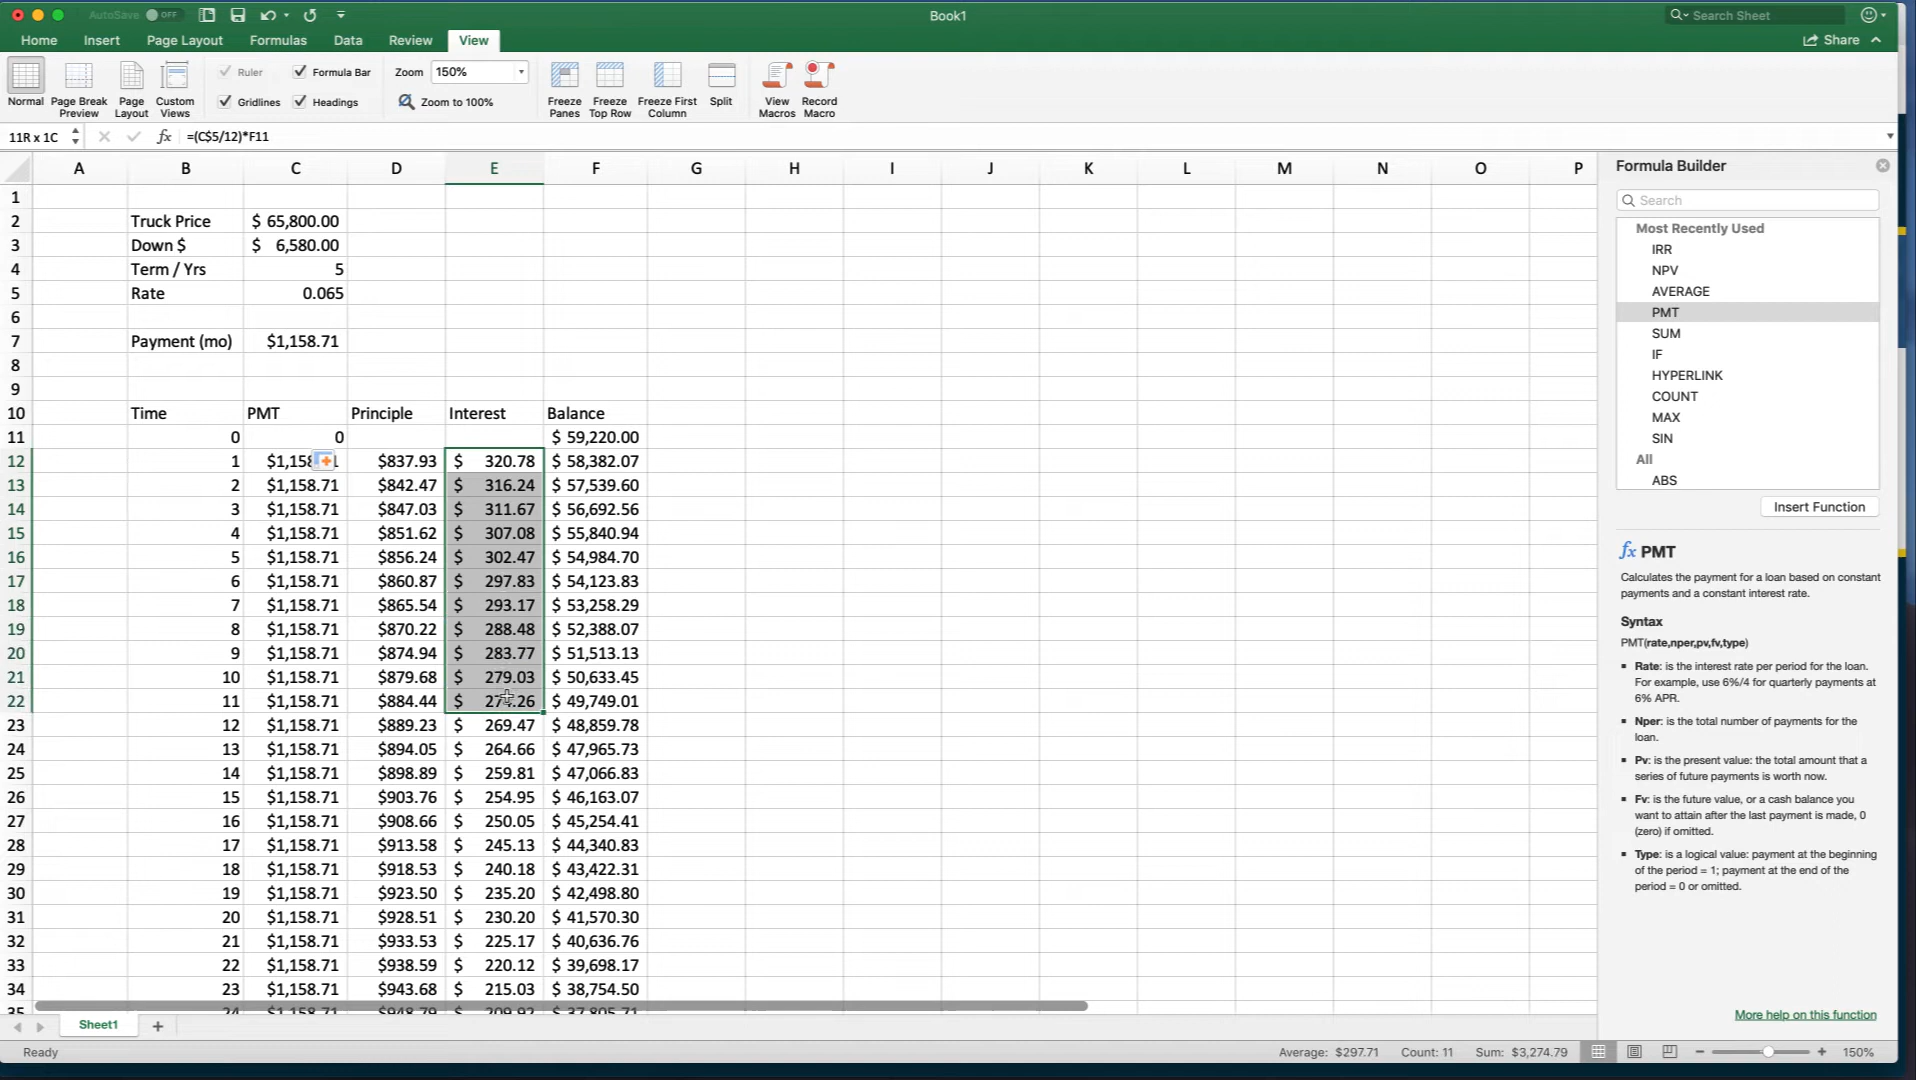 AutoSave OFF Book1 Search Sheet
Home Insert Page Layout Formulas Data Review View Share
Ruler Formula Bar Zoom 150%
Gridlines Headings Zoom to 100%
Normal Page Break Preview Page Layout Custom Views Freeze Panes Freeze Top Row Freeze First Column Split View Macros Record Macro
11R x 1C fx =(C$5/12)*F11
A B C D E F G H I J K L M N O P
1
2 Truck Price $ 65,800.00
3 Down $ $ 6,580.00
4 Term / Yrs 5
5 Rate 0.065
6
7 Payment (mo) $1,158.71
8
9
10 Time PMT Principle Interest Balance
11 0 0 $ 59,220.00
12 1 $837.93 $ 320.78 $ 58,382.07
13 2 $1,158.71 $842.47 $ 316.24 $ 57,539.60
14 3 $1,158.71 $847.03 $ 311.67 $ 56,692.56
15 4 $1,158.71 $851.62 $ 307.08 $ 55,840.94
16 5 $1,158.71 $856.24 $ 302.47 $ 54,984.70
17 6 $1,158.71 $860.87 $ 297.83 $ 54,123.83
18 7 $1,158.71 $865.54 $ 293.17 $ 53,258.29
19 8 $1,158.71 $870.22 $ 288.48 $ 52,388.07
20 9 $1,158.71 $874.94 $ 283.77 $ 51,513.13
21 10 $1,158.71 $879.68 $ 279.03 $ 50,633.45
22 11 $1,158.71 $884.44 $ $ 49,749.01
23 12 $1,158.71 $889.23 $ 269.47 $ 48,859.78
24 13 $1,158.71 $894.05 $ 264.66 $ 47,965.73
25 14 $1,158.71 $898.89 $ 259.81 $ 47,066.83
26 15 $1,158.71 $903.76 $ 254.95 $ 46,163.07
27 16 $1,158.71 $908.66 $ 250.05 $ 45,254.41
28 17 $1,158.71 $913.58 $ 245.13 $ 44,340.83
29 18 $1,158.71 $918.53 $ 240.18 $ 43,422.31
30 19 $1,158.71 $923.50 $ 235.20 $ 42,498.80
31 20 $1,158.71 $928.51 $ 230.20 $ 41,570.30
32 21 $1,158.71 $933.53 $ 225.17 $ 40,636.76
33 22 $1,158.71 $938.59 $ 220.12 $ 39,698.17
34 23 $1,158.71 $943.68 $ 215.03 $ 38,754.50
Sheet1
Ready Average: $297.71 Count: 11 Sum: $3,274.79 150%
Formula Builder
Search
Most Recently Used
IRR
NPV
AVERAGE
PMT
SUM
IF
HYPERLINK
COUNT
MAX
SIN
All
ABS
Insert Function
fx PMT
Calculates the payment for a loan based on constant
payments and a constant interest rate.
Syntax
PMT(rate,nper,pv,fv,type)
Rate: is the interest rate per period for the loan.
For example, use 6%/4 for quarterly payments at
6% APR.
Nper: is the total number of payments for the
loan.
Pv: is the present value: the total amount that a
series of future payments is worth now.
Fv: is the future value, or a cash balance you
want to attain after the last payment is made, 0
(zero) if omitted.
Type: is a logical value: payment at the beginning
of the period = 1; payment at the end of the
period = 0 or omitted.
More help on this function